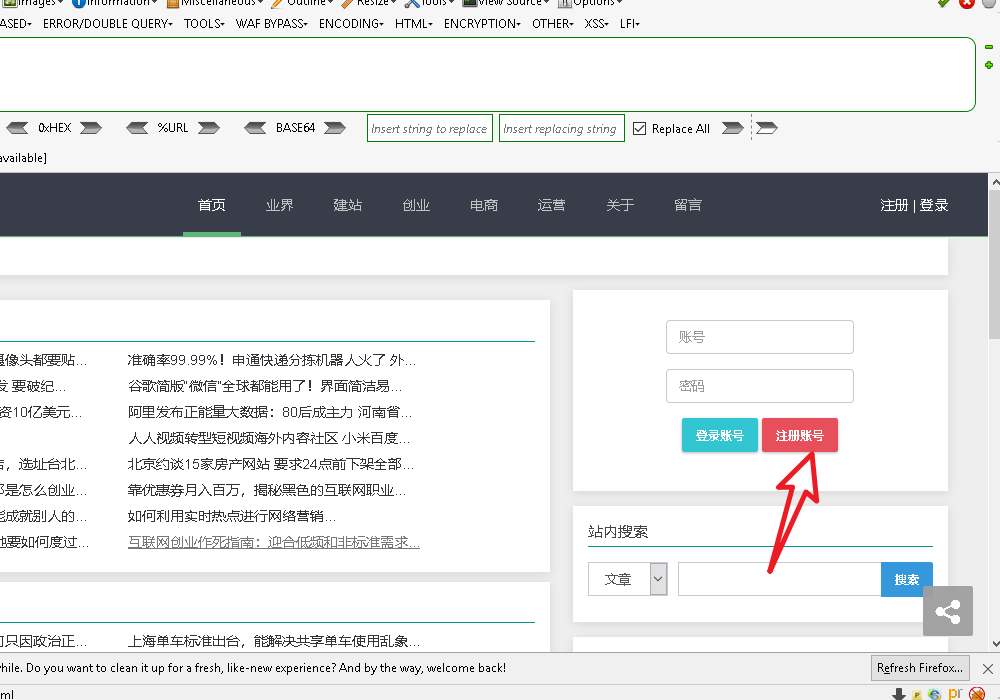 Images▾ Information▾ Miscellaneous▾ Outline▾ Resize▾ Tools▾ View Source▾ Options▾
ASED▾ ERROR/DOUBLE QUERY▾ TOOLS▾ WAF BYPASS▾ ENCODING▾ HTML▾ ENCRYPTION▾ OTHER▾ XSS▾ LFI▾
0xHEX %URL BASE64 Insert string to replace Insert replacing string Replace All
available]
首页 业界 建站 创业 电商 运营 关于 留言 注册 | 登录
账号
密码
登录账号 注册账号
摄像头都要贴... 准确率99.99%！申通快递分拣机器人火了 外...
发 要破纪... 谷歌简版"微信"全球都能用了！界面简洁易...
资10亿美元... 阿里发布正能量大数据：80后成主力 河南省...
人人视频转型短视频海外内容社区 小米百度...
，选址台北... 北京约谈15家房产网站 要求24点前下架全部...
是怎么创业... 靠优惠券月入百万，揭秘黑色的互联网职业...
能成就别人的... 如何利用实时热点进行网络营销...
她要如何度过... 互联网创业作死指南：迎合低频和非标准需求...
站内搜索
文章 搜索
只因政治正... 上海单车标准出台，能解决共享单车使用乱象...
while. Do you want to clean it up for a fresh, like-new experience? And by the way, welcome back! Refresh Firefox...
ml